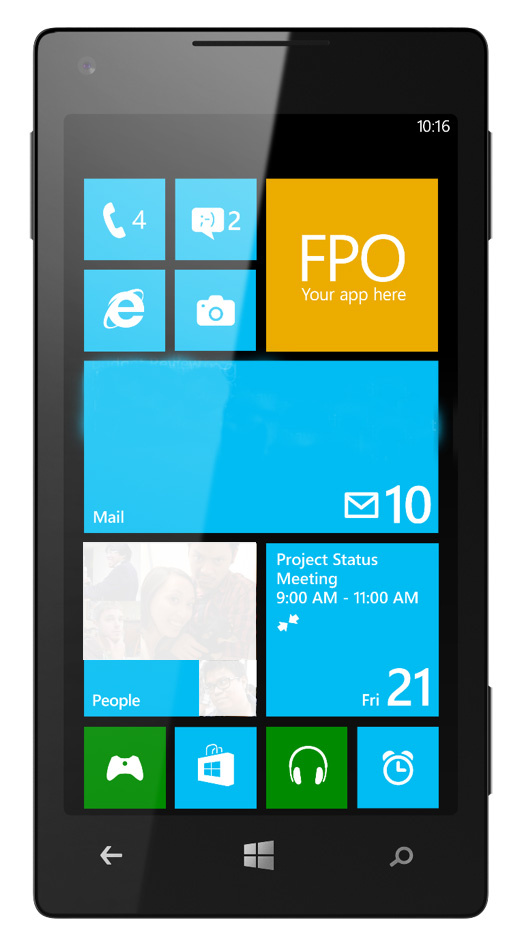 10:16
4
;-)
2
FPO
Your app here
Mail
10
Project Status
Meeting
9:00 AM - 11:00 AM
People
Fri 21